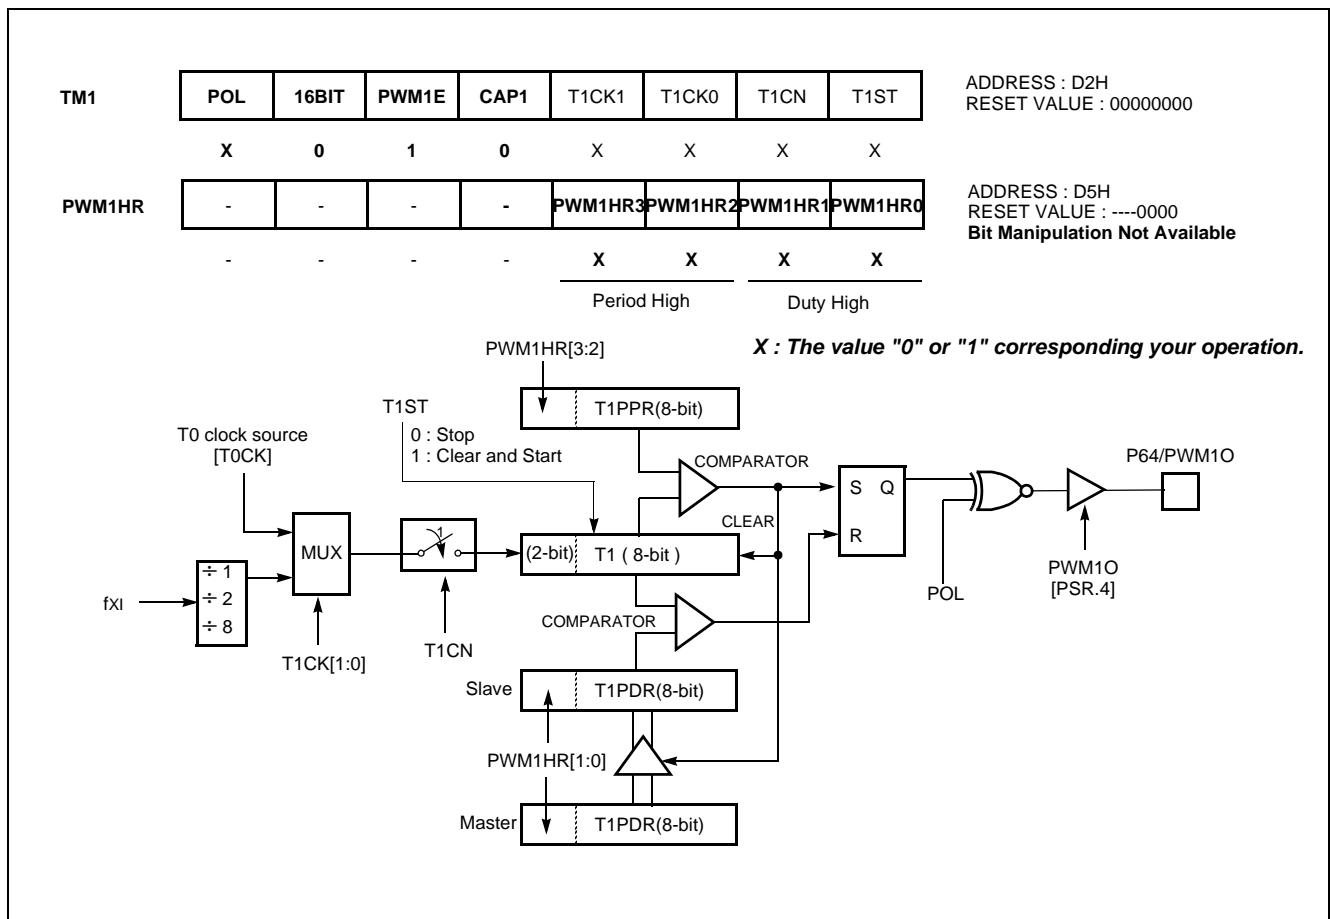 TM1 POL 16BIT PWM1E CAP1 T1CK1 T1CK0 T1CN T1ST
ADDRESS : D2H
RESET VALUE : 00000000
X 0 1 0 X X X X
PWM1HR - - - - PWM1HR3 PWM1HR2 PWM1HR1 PWM1HR0
ADDRESS : D5H
RESET VALUE : ----0000
Bit Manipulation Not Available
- - - - X X X X
Period High Duty High
X : The value "0" or "1" corresponding your operation.
PWM1HR[3:2]
T1PPR(8-bit)
T1ST
0 : Stop
1 : Clear and Start
T0 clock source
[T0CK]
COMPARATOR
P64/PWM1O
S Q
R
CLEAR
MUX
1
(2-bit) T1 ( 8-bit )
÷ 1
÷ 2
÷ 8
fXI
T1CK[1:0]
T1CN
COMPARATOR
POL
PWM1O
[PSR.4]
Slave T1PDR(8-bit)
PWM1HR[1:0]
Master T1PDR(8-bit)